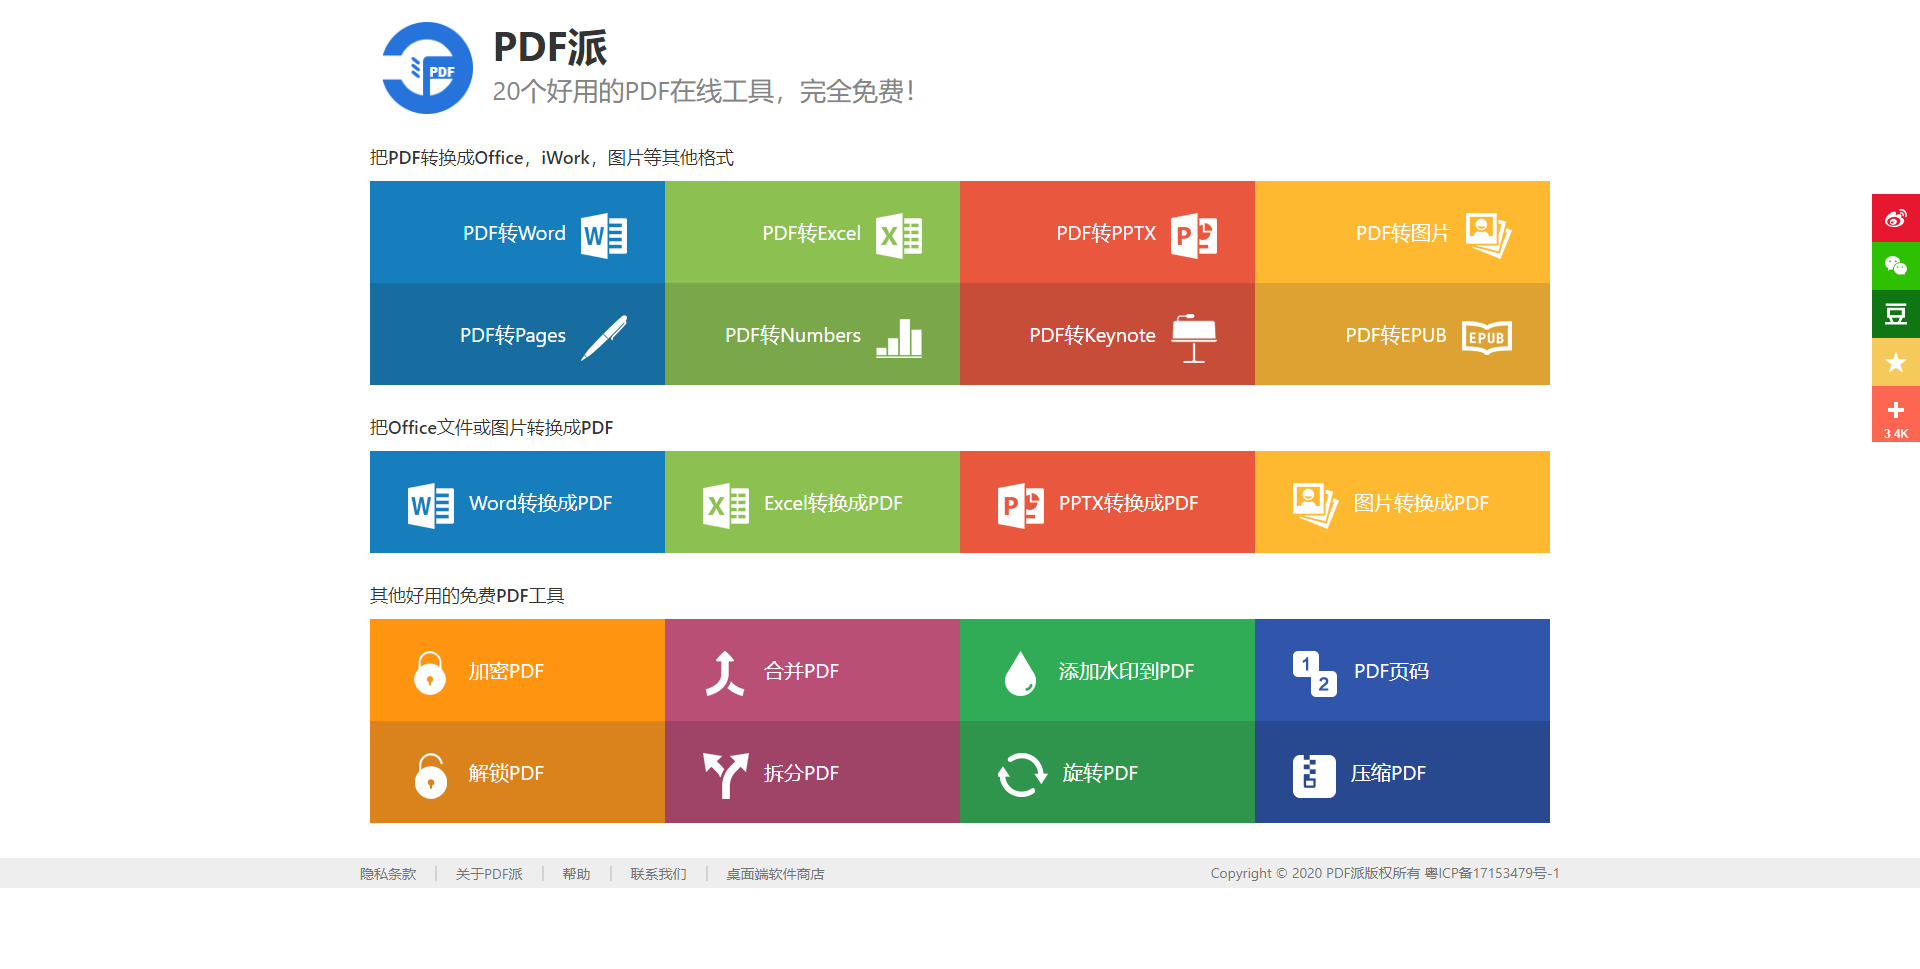 PDF
PDF派
20个好用的PDF在线工具，完全免费！
把PDF转换成Office，iWork，图片等其他格式
PDF转Word W
PDF转Excel X
PDF转PPTX P
PDF转图片
PDF转Pages
PDF转Numbers
PDF转Keynote
PDF转EPUB EPUB
把Office文件或图片转换成PDF
W Word转换成PDF
X Excel转换成PDF
P PPTX转换成PDF
图片转换成PDF
其他好用的免费PDF工具
加密PDF
合并PDF
添加水印到PDF
1 2 PDF页码
解锁PDF
拆分PDF
旋转PDF
压缩PDF
豆
3.4K
隐私条款 | 关于PDF派 | 帮助 | 联系我们 | 桌面端软件商店
Copyright © 2020 PDF派版权所有 粤ICP备17153479号-1